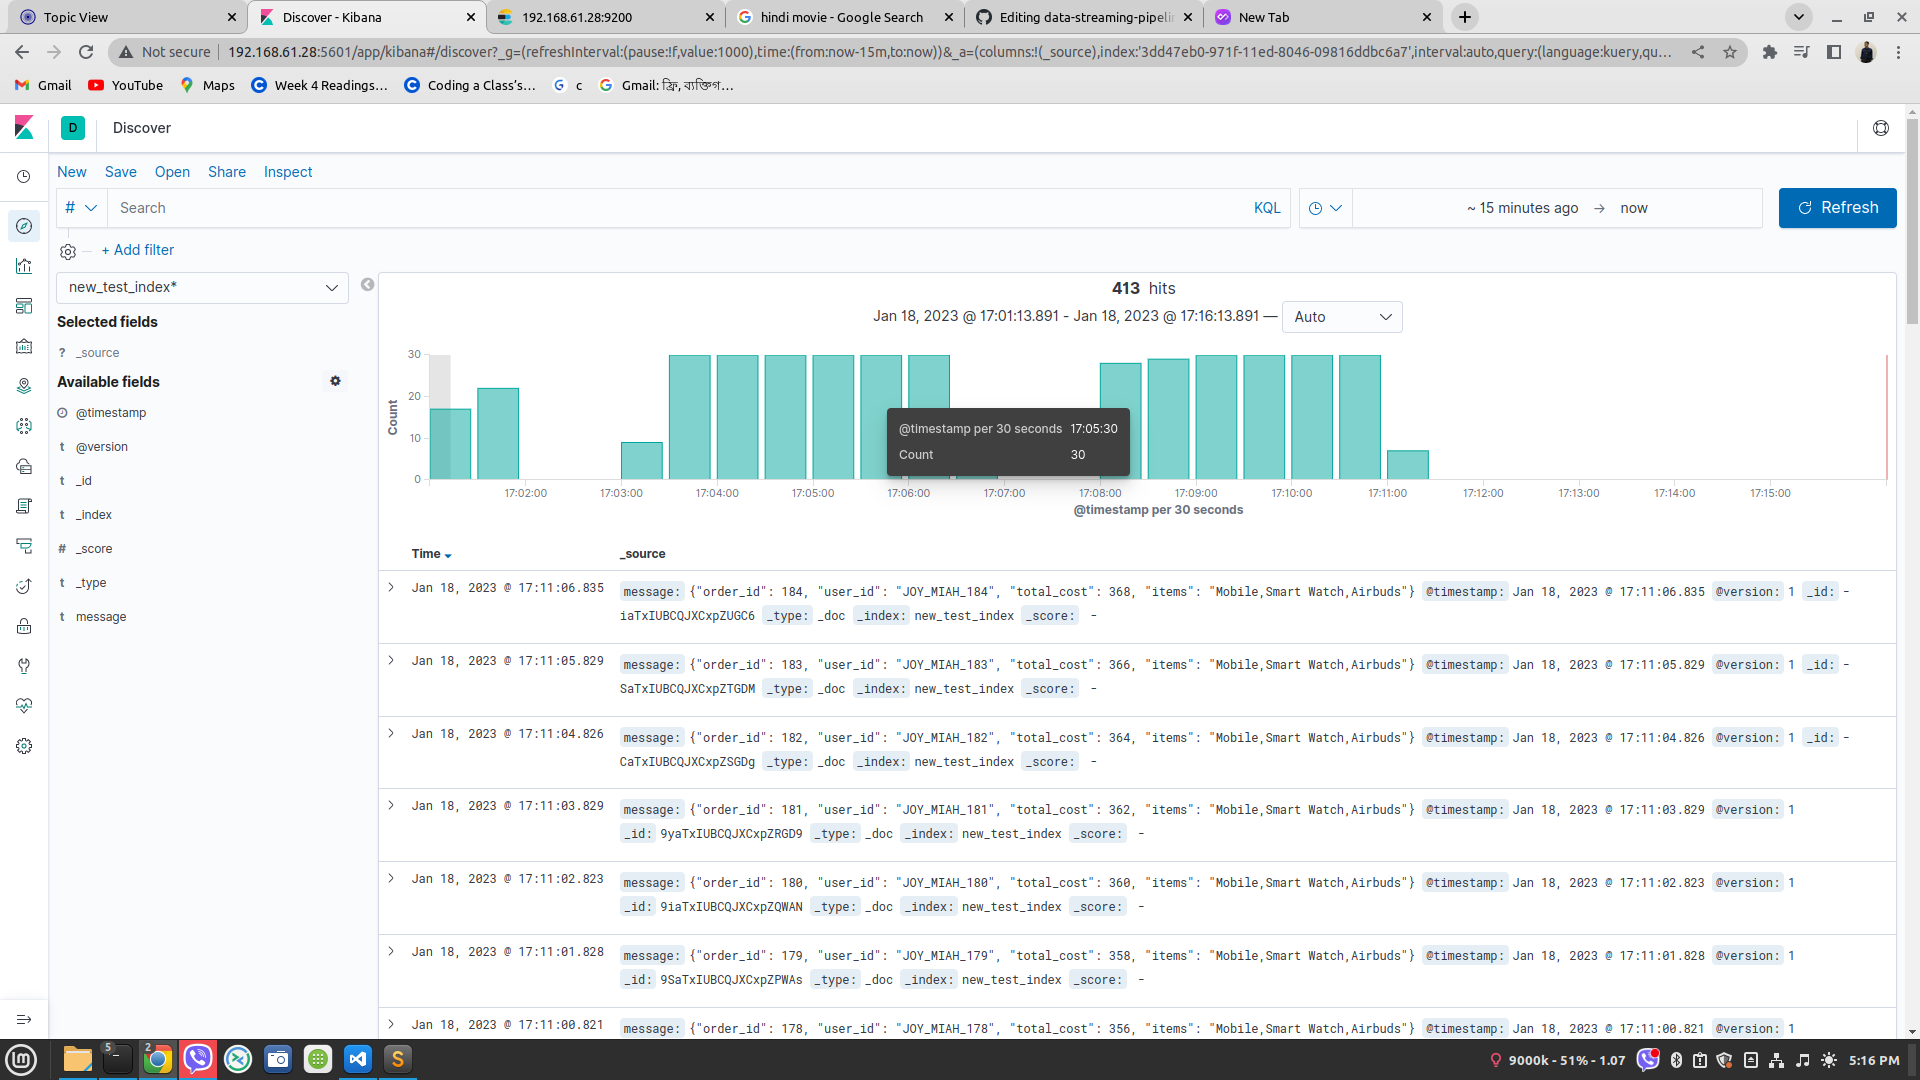 Topic View
Discover - Kibana
192.168.61.28:9200
hindi movie - Google Search
Editing data-streaming-pipelin
New Tab
Not secure 192.168.61.28:5601/app/kibana#/discover?_g=(refreshInterval:(pause:!f,value:1000),time:(from:now-15m,to:now))&_a=(columns:!(_source),index:'3dd47eb0-971f-11ed-8046-09816ddbc6a7',interval:auto,query:(language:kuery,qu...
Gmail YouTube Maps Week 4 Readings... Coding a Class's... c Gmail: ফ্রি, ব্যক্তিগ...
D Discover
New Save Open Share Inspect
# Search KQL ~ 15 minutes ago → now Refresh
+ Add filter
new_test_index*
Selected fields
? _source
Available fields
@timestamp
t @version
t _id
t _index
# _score
t _type
t message
413 hits
Jan 18, 2023 @ 17:01:13.891 - Jan 18, 2023 @ 17:16:13.891 — Auto
Count
30
20
10
0
@timestamp per 30 seconds 17:05:30
Count 30
17:02:00 17:03:00 17:04:00 17:05:00 17:06:00 17:07:00 17:08:00 17:09:00 17:10:00 17:11:00 17:12:00 17:13:00 17:14:00 17:15:00
@timestamp per 30 seconds
Time _source
Jan 18, 2023 @ 17:11:06.835 message: {"order_id": 184, "user_id": "JOY_MIAH_184", "total_cost": 368, "items": "Mobile,Smart Watch,Airbuds"} @timestamp: Jan 18, 2023 @ 17:11:06.835 @version: 1 _id: -
iaTxIUBCQJXCxpZUGC6 _type: _doc _index: new_test_index _score: -
Jan 18, 2023 @ 17:11:05.829 message: {"order_id": 183, "user_id": "JOY_MIAH_183", "total_cost": 366, "items": "Mobile,Smart Watch,Airbuds"} @timestamp: Jan 18, 2023 @ 17:11:05.829 @version: 1 _id: -
SaTxIUBCQJXCxpZTGDM _type: _doc _index: new_test_index _score: -
Jan 18, 2023 @ 17:11:04.826 message: {"order_id": 182, "user_id": "JOY_MIAH_182", "total_cost": 364, "items": "Mobile,Smart Watch,Airbuds"} @timestamp: Jan 18, 2023 @ 17:11:04.826 @version: 1 _id: -
CaTxIUBCQJXCxpZSGDg _type: _doc _index: new_test_index _score: -
Jan 18, 2023 @ 17:11:03.829 message: {"order_id": 181, "user_id": "JOY_MIAH_181", "total_cost": 362, "items": "Mobile,Smart Watch,Airbuds"} @timestamp: Jan 18, 2023 @ 17:11:03.829 @version: 1
_id: 9yaTxIUBCQJXCxpZRGD9 _type: _doc _index: new_test_index _score: -
Jan 18, 2023 @ 17:11:02.823 message: {"order_id": 180, "user_id": "JOY_MIAH_180", "total_cost": 360, "items": "Mobile,Smart Watch,Airbuds"} @timestamp: Jan 18, 2023 @ 17:11:02.823 @version: 1
_id: 9iaTxIUBCQJXCxpZQWAN _type: _doc _index: new_test_index _score: -
Jan 18, 2023 @ 17:11:01.828 message: {"order_id": 179, "user_id": "JOY_MIAH_179", "total_cost": 358, "items": "Mobile,Smart Watch,Airbuds"} @timestamp: Jan 18, 2023 @ 17:11:01.828 @version: 1
_id: 9SaTxIUBCQJXCxpZPWAs _type: _doc _index: new_test_index _score: -
Jan 18, 2023 @ 17:11:00.821 message: {"order_id": 178, "user_id": "JOY_MIAH_178", "total_cost": 356, "items": "Mobile,Smart Watch,Airbuds"} @timestamp: Jan 18, 2023 @ 17:11:00.821 @version: 1
5 2 S 9000k - 51% - 1.07 5:16 PM